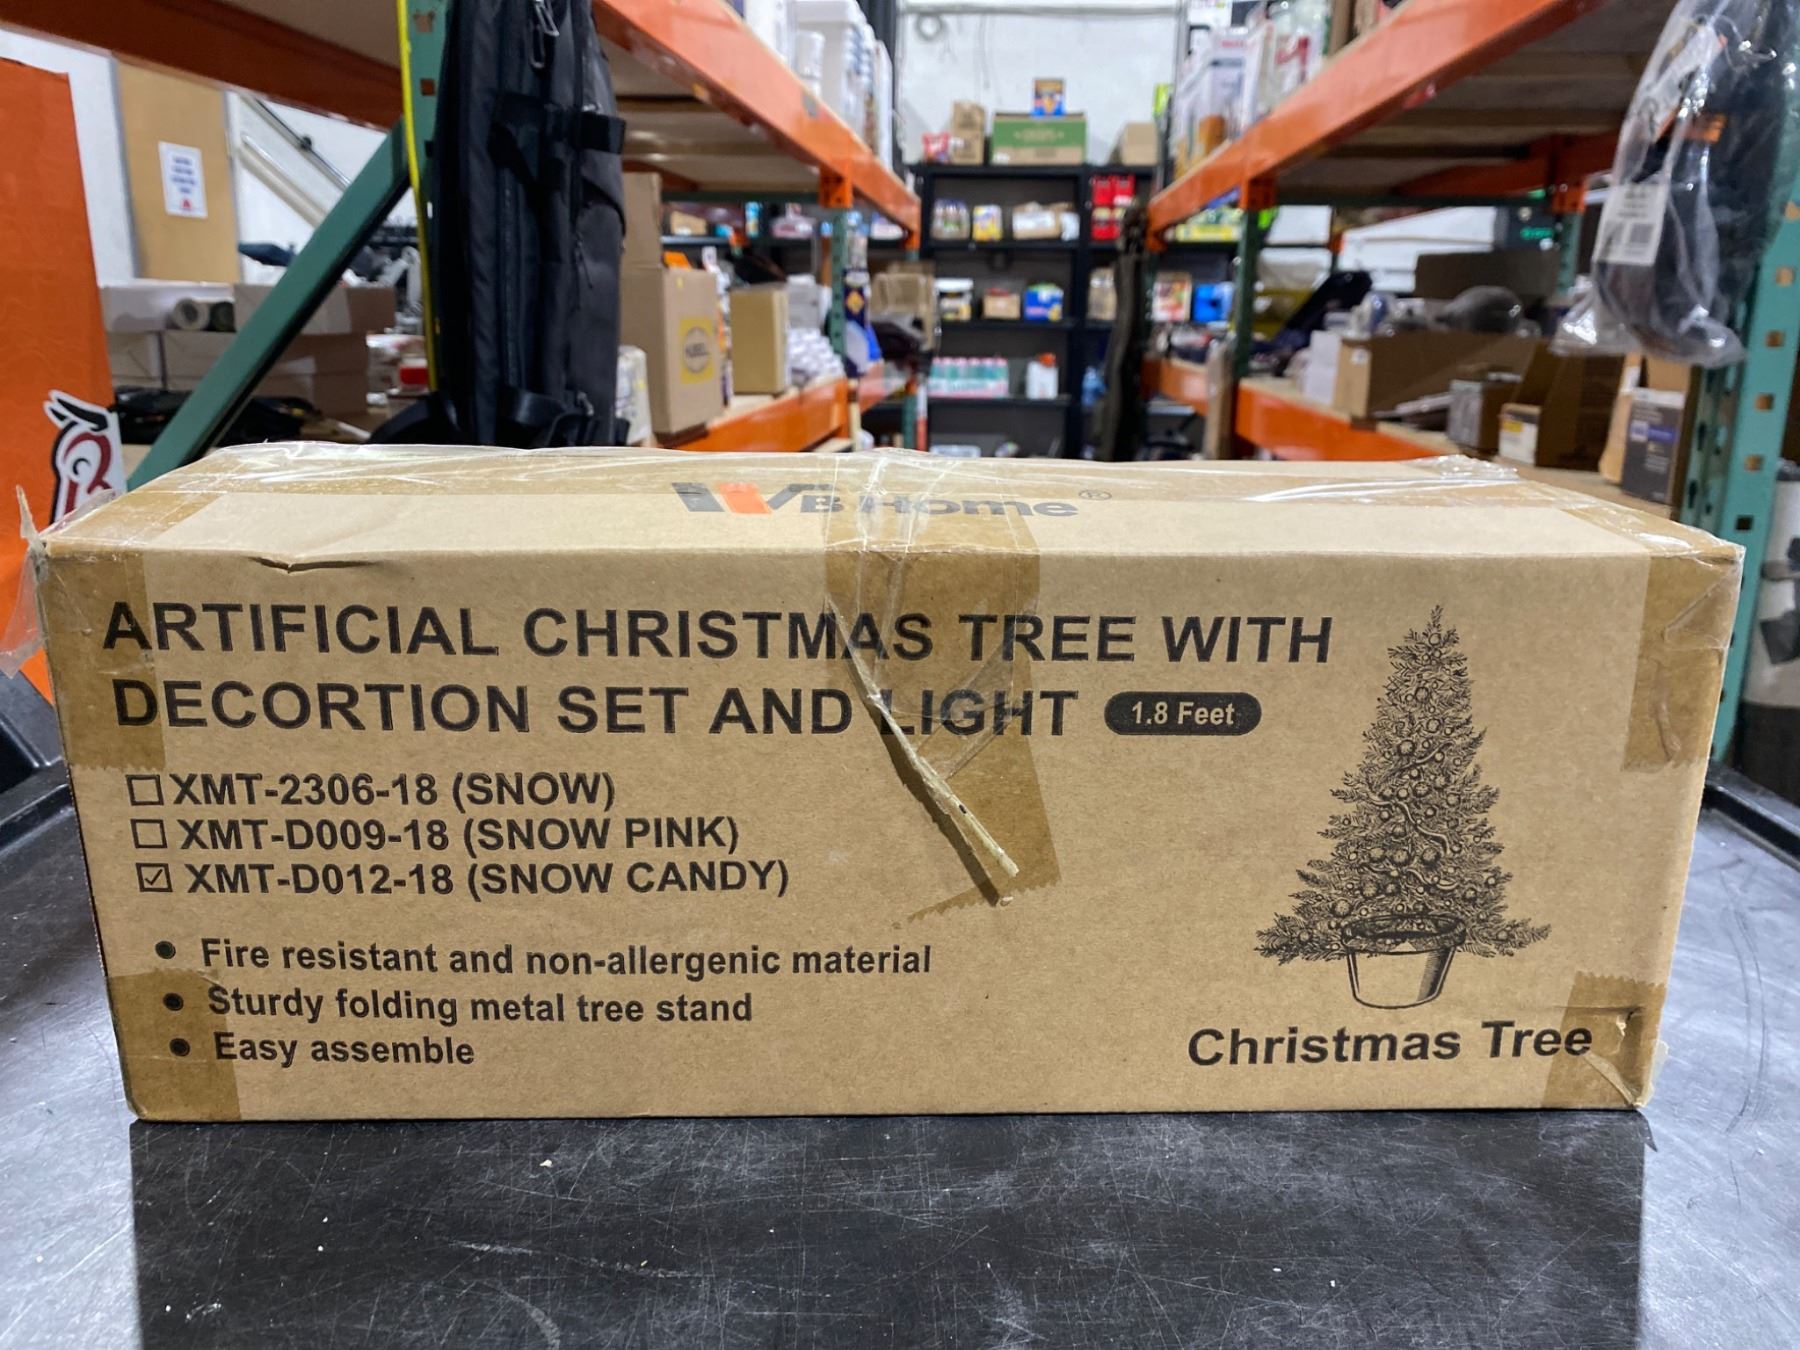 B Home®
ARTIFICIAL CHRISTMAS TREE WITH
DECORTION SET AND LIGHT 1.8 Feet
☐ XMT-2306-18 (SNOW)
☐ XMT-D009-18 (SNOW PINK)
☑ XMT-D012-18 (SNOW CANDY)
• Fire resistant and non-allergenic material
• Sturdy folding metal tree stand
• Easy assemble
Christmas Tree